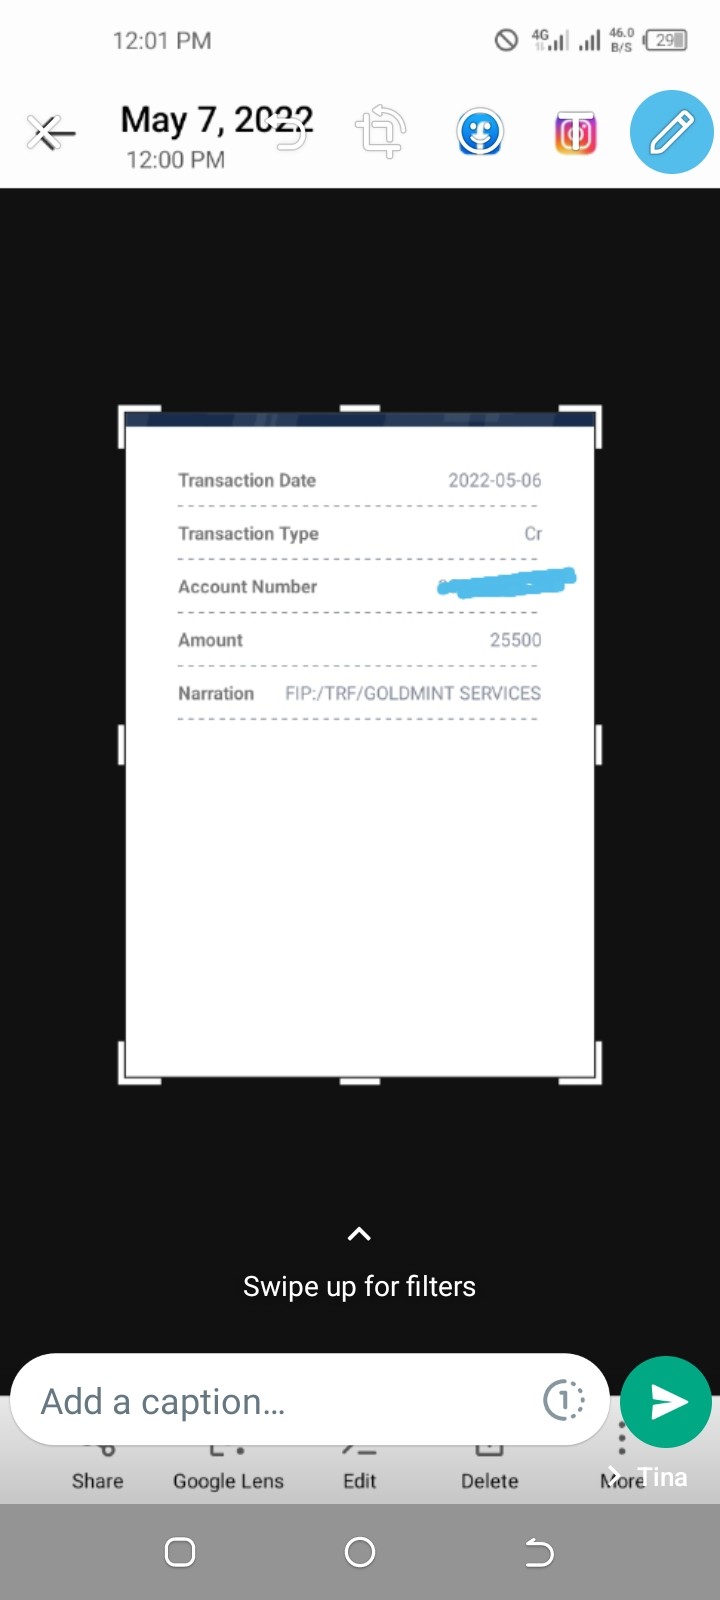 12:01 PM
4G
46.0
B/S
29
May 7, 2022
12:00 PM
T
Transaction Date 2022-05-06
Transaction Type Cr
Account Number
Amount 25500
Narration FIP:/TRF/GOLDMINT SERVICES
Swipe up for filters
Add a caption...
1
Share Google Lens Edit Delete More
Tina